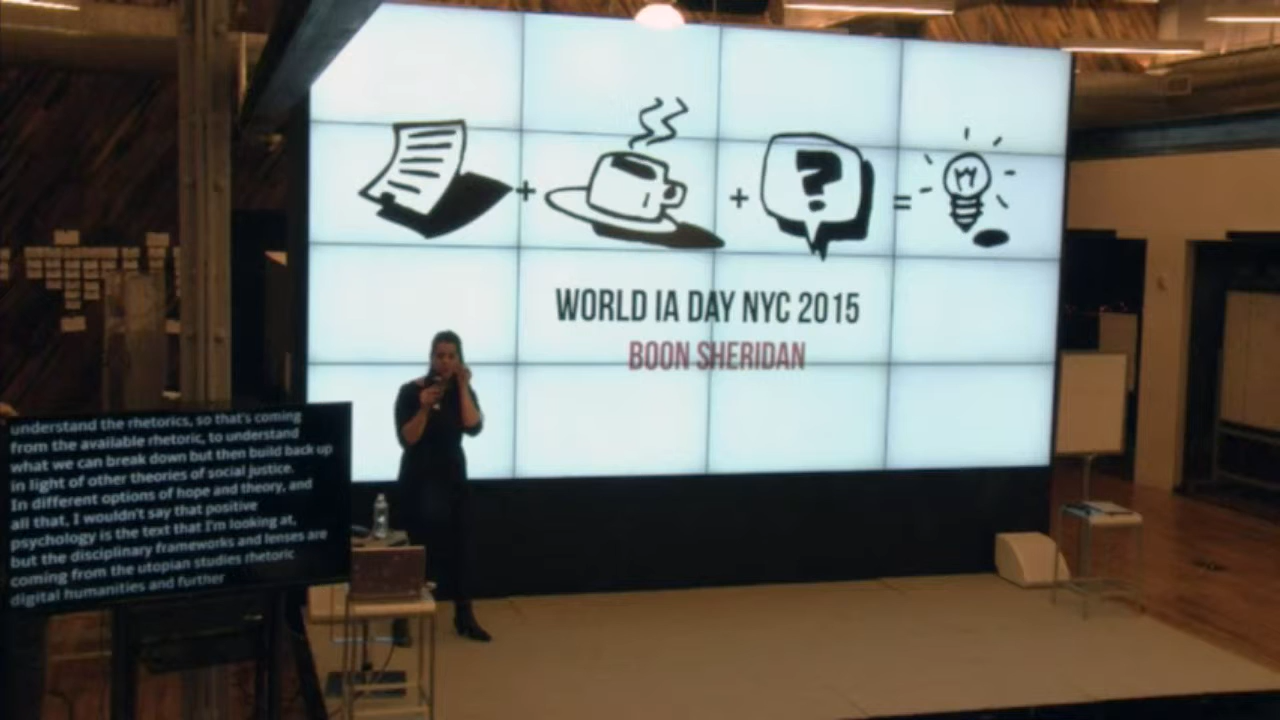 + + ? =
WORLD IA DAY NYC 2015
BOON SHERIDAN
understand the rhetorics, so that's coming
from the available rhetoric, to understand
what we can break down but then build back up
in light of other theories of social justice.
In different options of hope and theory, and
all that, I wouldn't say that positive
psychology is the text that I'm looking at,
but the disciplinary frameworks and lenses are
coming from the utopian studies rhetoric
digital humanities and further